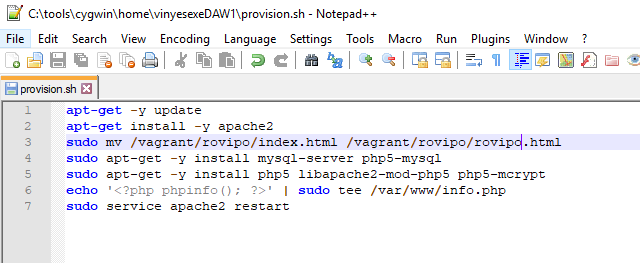 C:\tools\cygwin\home\vinyesexeDAW1\provision.sh - Notepad++
File Edit Search View Encoding Language Settings Tools Macro Run Plugins Window ?
provision.sh
1 apt-get -y update
2 apt-get install -y apache2
3 sudo mv /vagrant/rovipo/index.html /vagrant/rovipo/rovipo.html
4 sudo apt-get -y install mysql-server php5-mysql
5 sudo apt-get -y install php5 libapache2-mod-php5 php5-mcrypt
6 echo '<?php phpinfo(); ?>' | sudo tee /var/www/info.php
7 sudo service apache2 restart